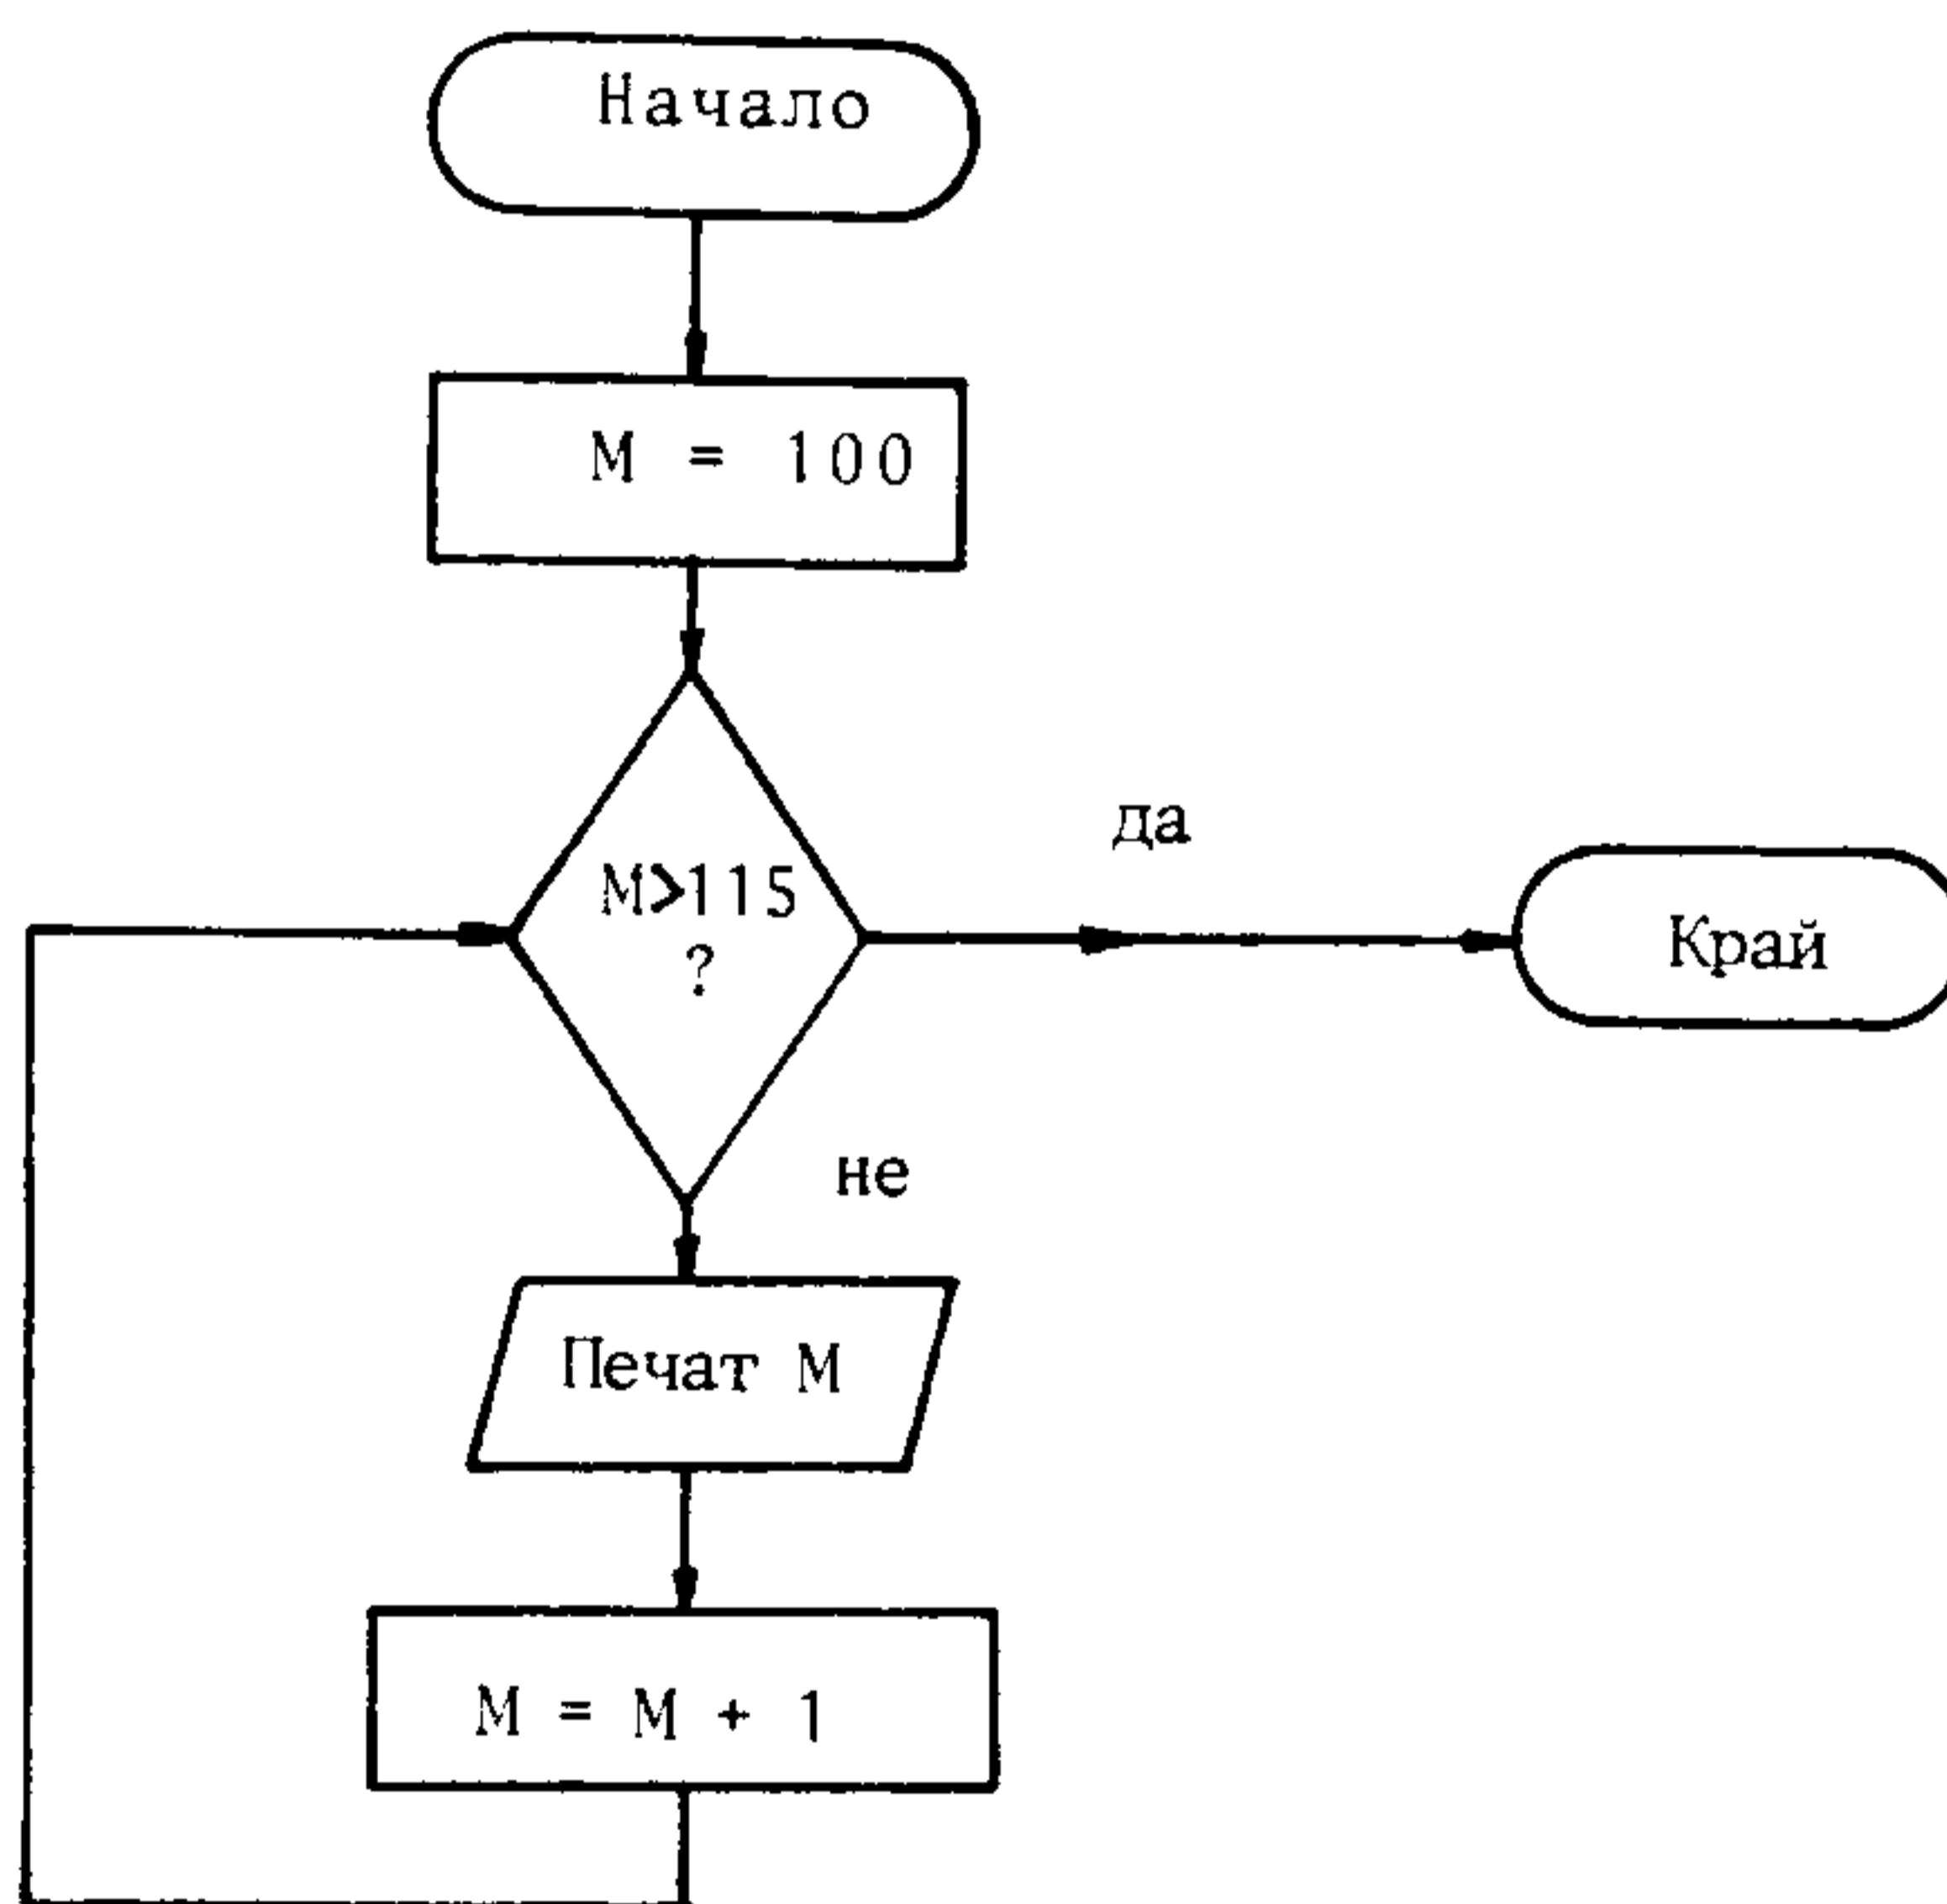 Начало
M = 100
M>115
?
да
Край
не
Печат M
M = M + 1